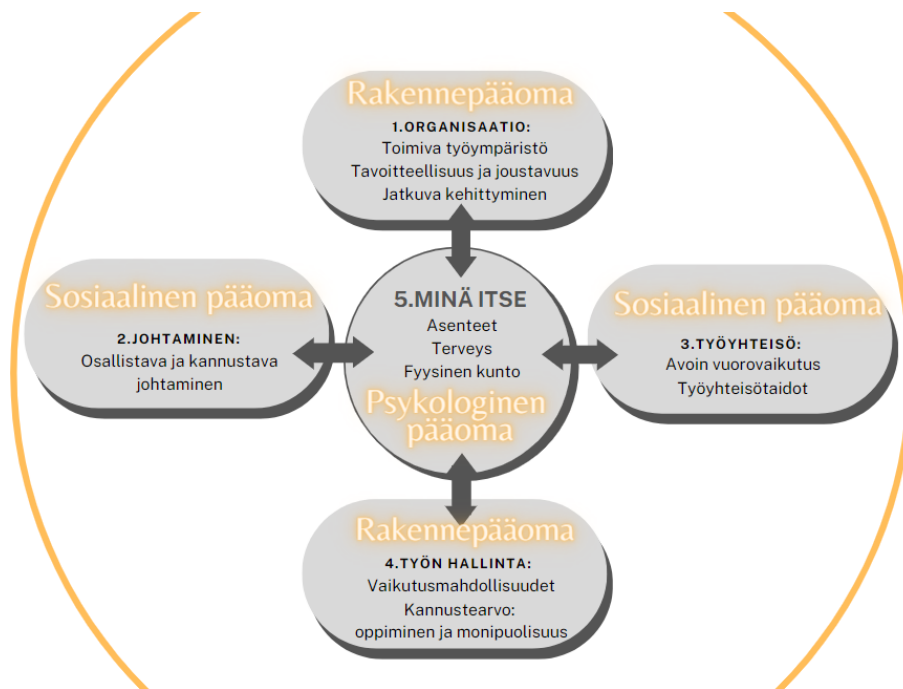 Rakennepääoma
1.ORGANISAATIO:
Toimiva työympäristö
Tavoitteellisuus ja joustavuus
Jatkuva kehittyminen
Sosiaalinen pääoma
2.JOHTAMINEN:
Osallistava ja kannustava
johtaminen
5.MINÄ ITSE
Asenteet
Terveys
Fyysinen kunto
Psykologinen
pääoma
Sosiaalinen pääoma
3.TYÖYHTEISÖ:
Avoin vuorovaikutus
Työyhteisötaidot
Rakennepääoma
4.TYÖN HALLINTA:
Vaikutusmahdollisuudet
Kannustearvo:
oppiminen ja monipuolisuus